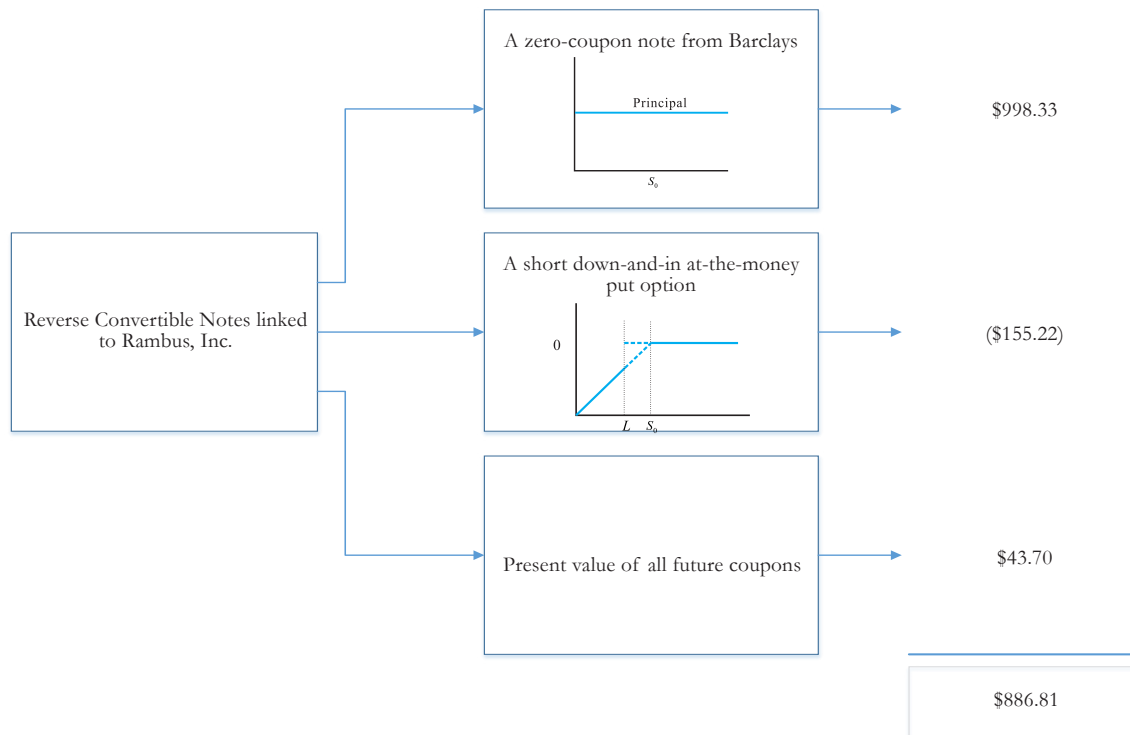 A zero-coupon note from Barclays
Principal
S₀
$998.33
Reverse Convertible Notes linked
to Rambus, Inc.
A short down-and-in at-the-money
put option
0
L S₀
($155.22)
Present value of all future coupons
$43.70
$886.81